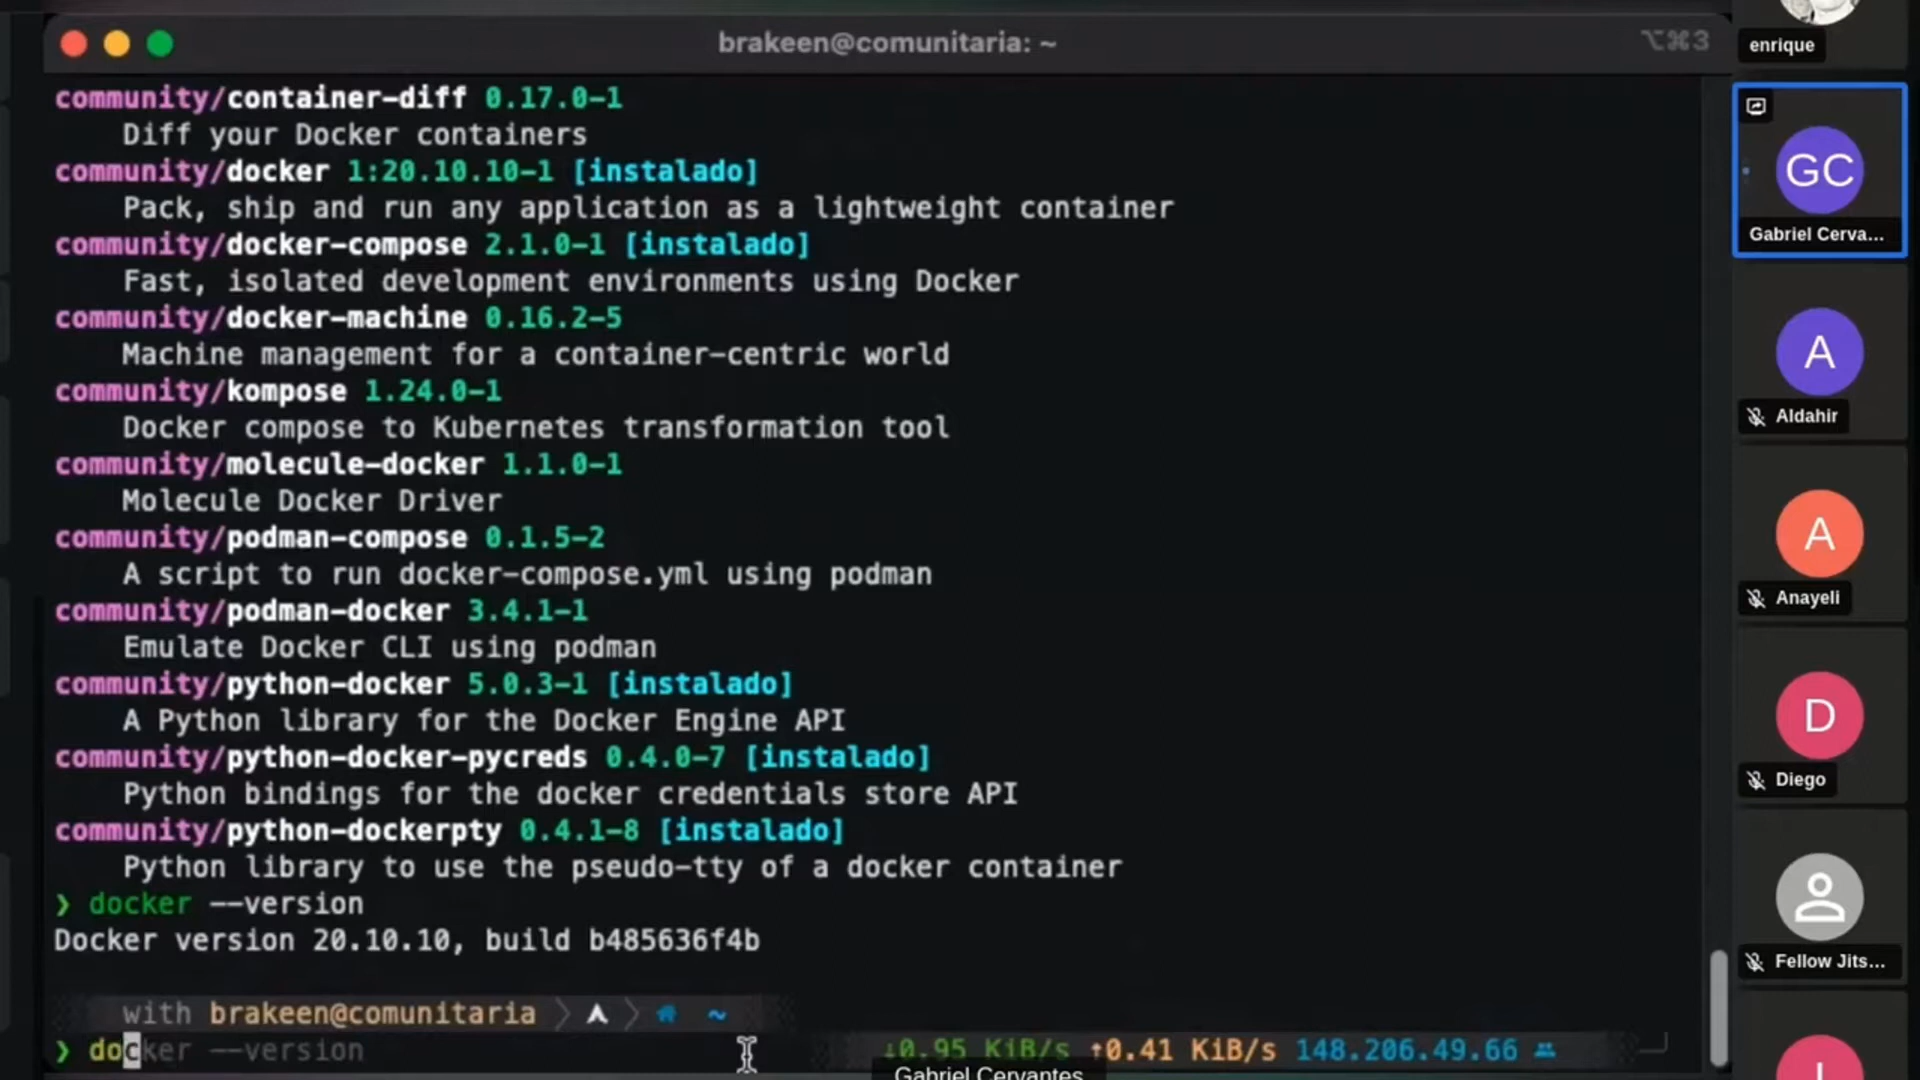 brakeen@comunitaria: ~
⌥⌘3
community/container-diff 0.17.0-1
Diff your Docker containers
community/docker 1:20.10.10-1 [instalado]
Pack, ship and run any application as a lightweight container
community/docker-compose 2.1.0-1 [instalado]
Fast, isolated development environments using Docker
community/docker-machine 0.16.2-5
Machine management for a container-centric world
community/kompose 1.24.0-1
Docker compose to Kubernetes transformation tool
community/molecule-docker 1.1.0-1
Molecule Docker Driver
community/podman-compose 0.1.5-2
A script to run docker-compose.yml using podman
community/podman-docker 3.4.1-1
Emulate Docker CLI using podman
community/python-docker 5.0.3-1 [instalado]
A Python library for the Docker Engine API
community/python-docker-pycreds 0.4.0-7 [instalado]
Python bindings for the docker credentials store API
community/python-dockerpty 0.4.1-8 [instalado]
Python library to use the pseudo-tty of a docker container
❯ docker --version
Docker version 20.10.10, build b485636f4b
with brakeen@comunitaria ~
❯ docker --version
↓0.95 KiB/s ↑0.41 KiB/s 148.206.49.66
Gabriel Cervantes
enrique
GC
Gabriel Cerva...
A
Aldahir
A
Anayeli
D
Diego
Fellow Jits...